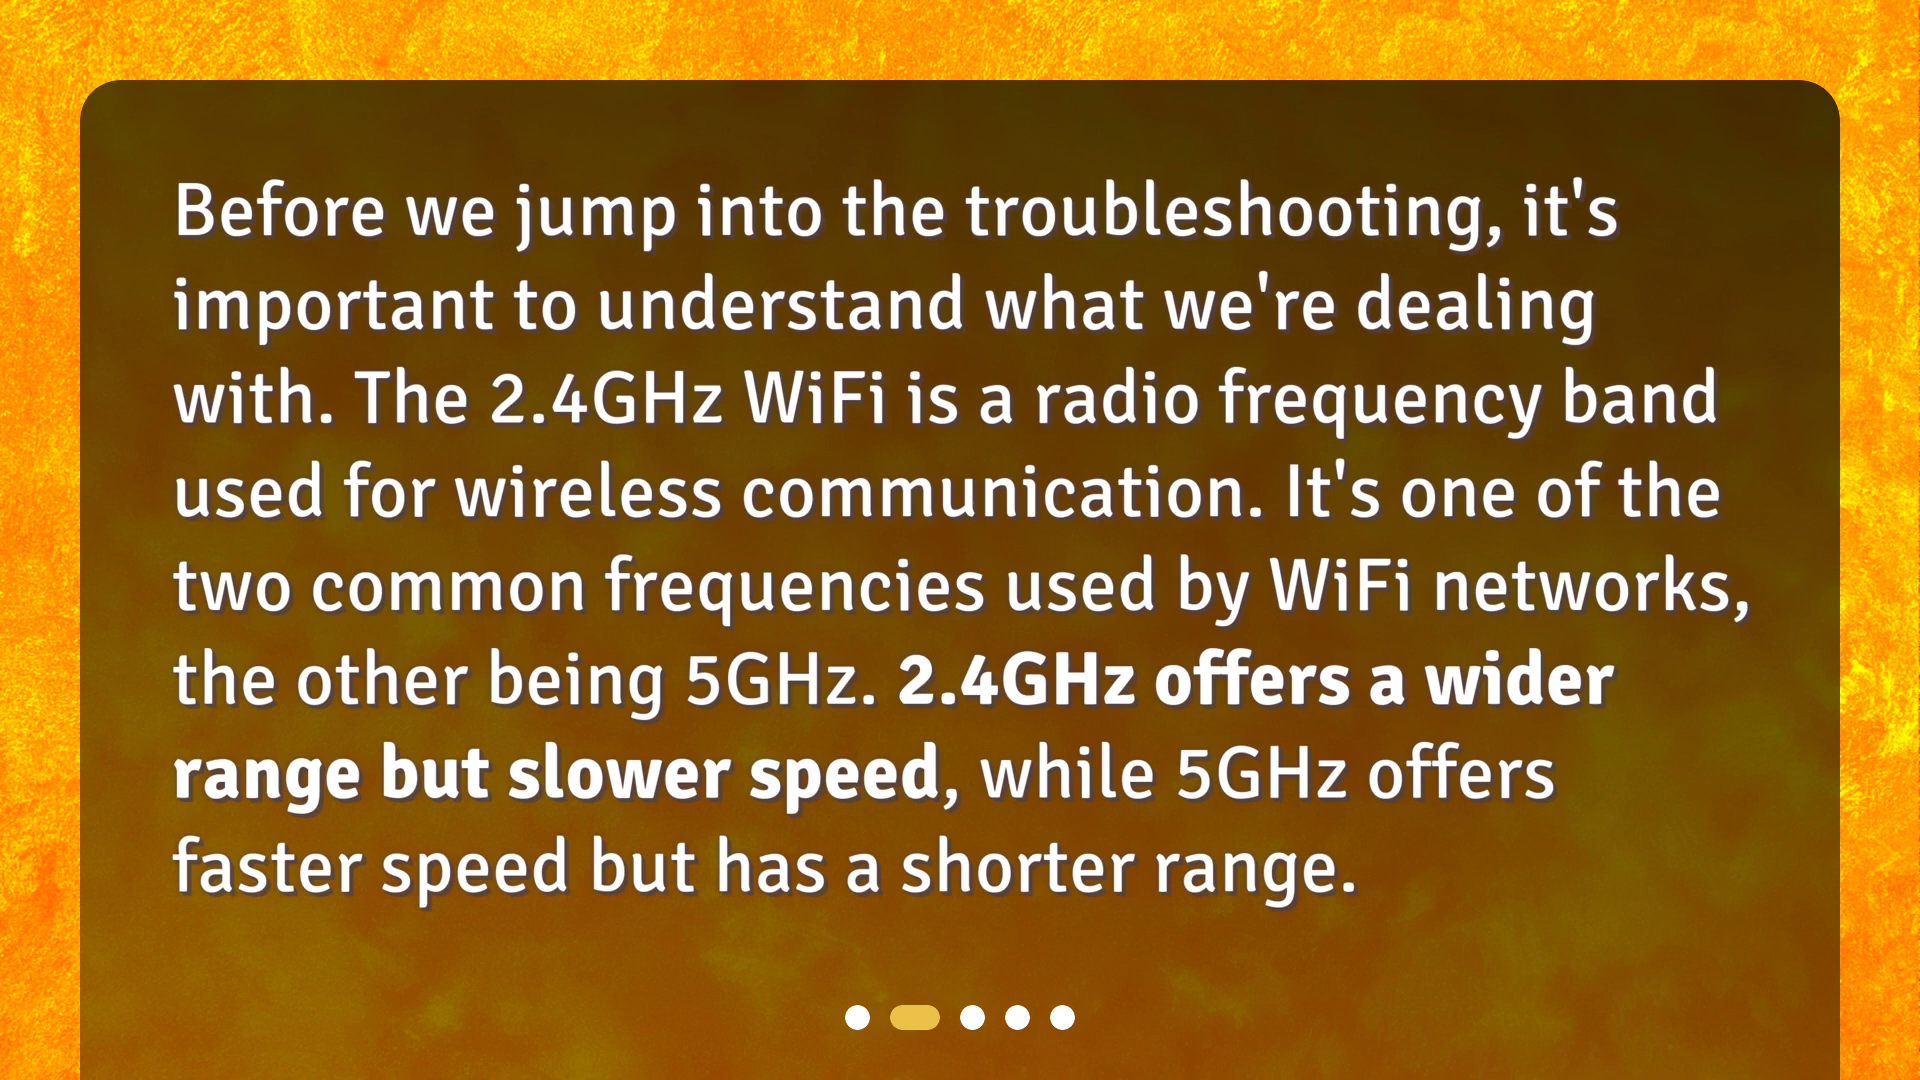 Before we jump into the troubleshooting, it's
important to understand what we're dealing
with. The 2.4GHz WiFi is a radio frequency band
used for wireless communication. It's one of the
two common frequencies used by WiFi networks,
the other being 5GHz. 2.4GHz offers a wider
range but slower speed, while 5GHz offers
faster speed but has a shorter range.